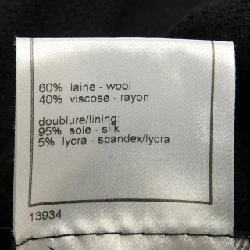 60% laine - wool
40% viscose - rayon
doublure/lining:
95% soie - silk
5% lycra - spandex/lycra
13934